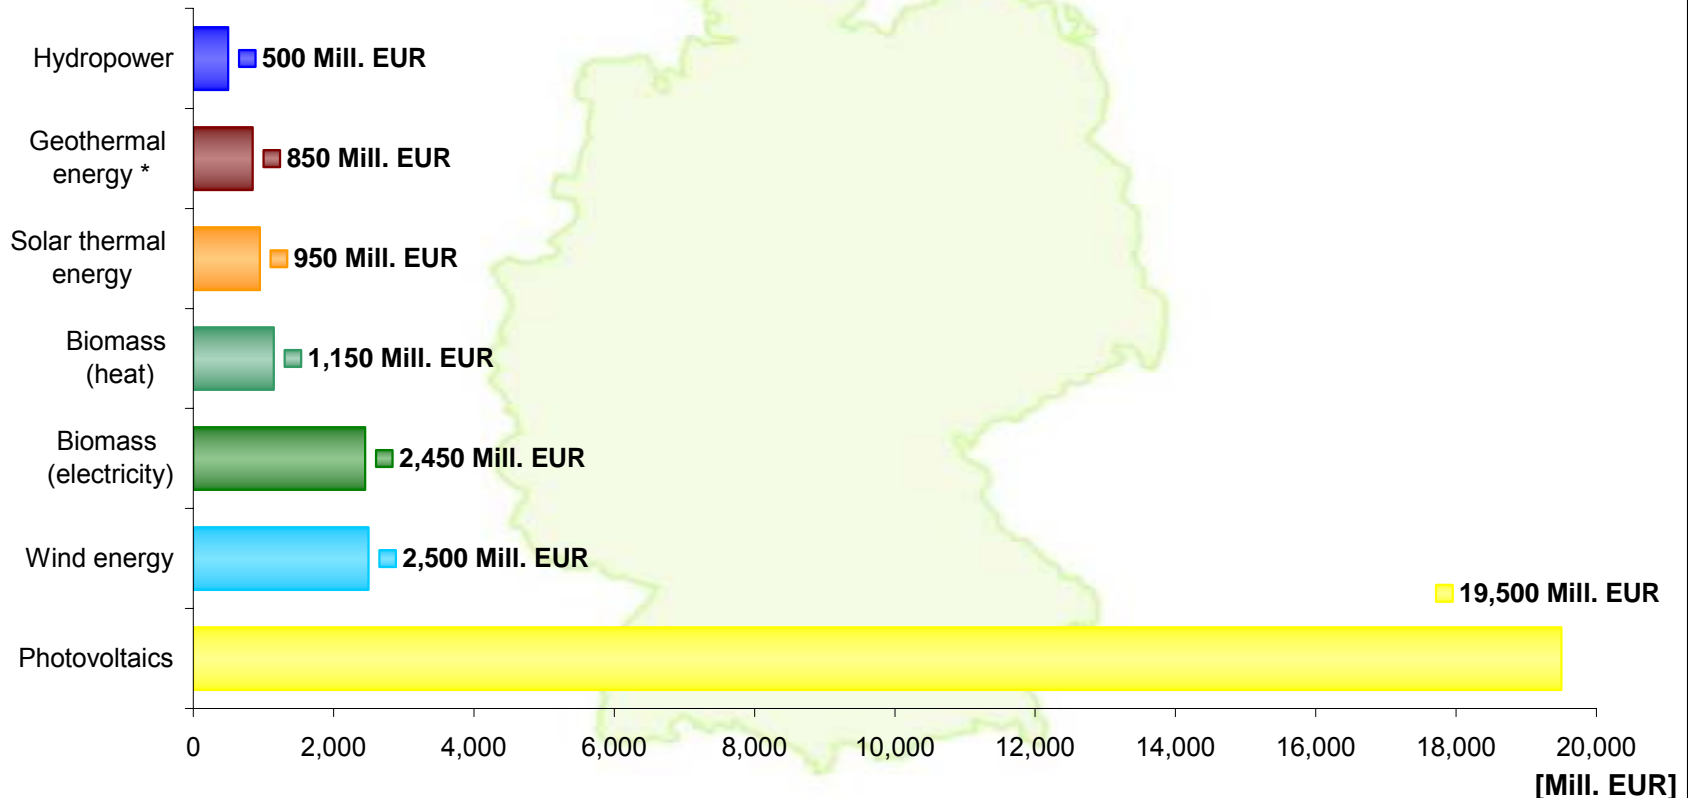 Hydropower
500 Mill. EUR
Geothermal
energy *
850 Mill. EUR
Solar thermal
energy
950 Mill. EUR
Biomass
(heat)
1,150 Mill. EUR
Biomass
(electricity)
2,450 Mill. EUR
Wind energy
2,500 Mill. EUR
19,500 Mill. EUR
Photovoltaics
0 2,000 4,000 6,000 8,000 10,000 12,000 14,000 16,000 18,000 20,000
[Mill. EUR]